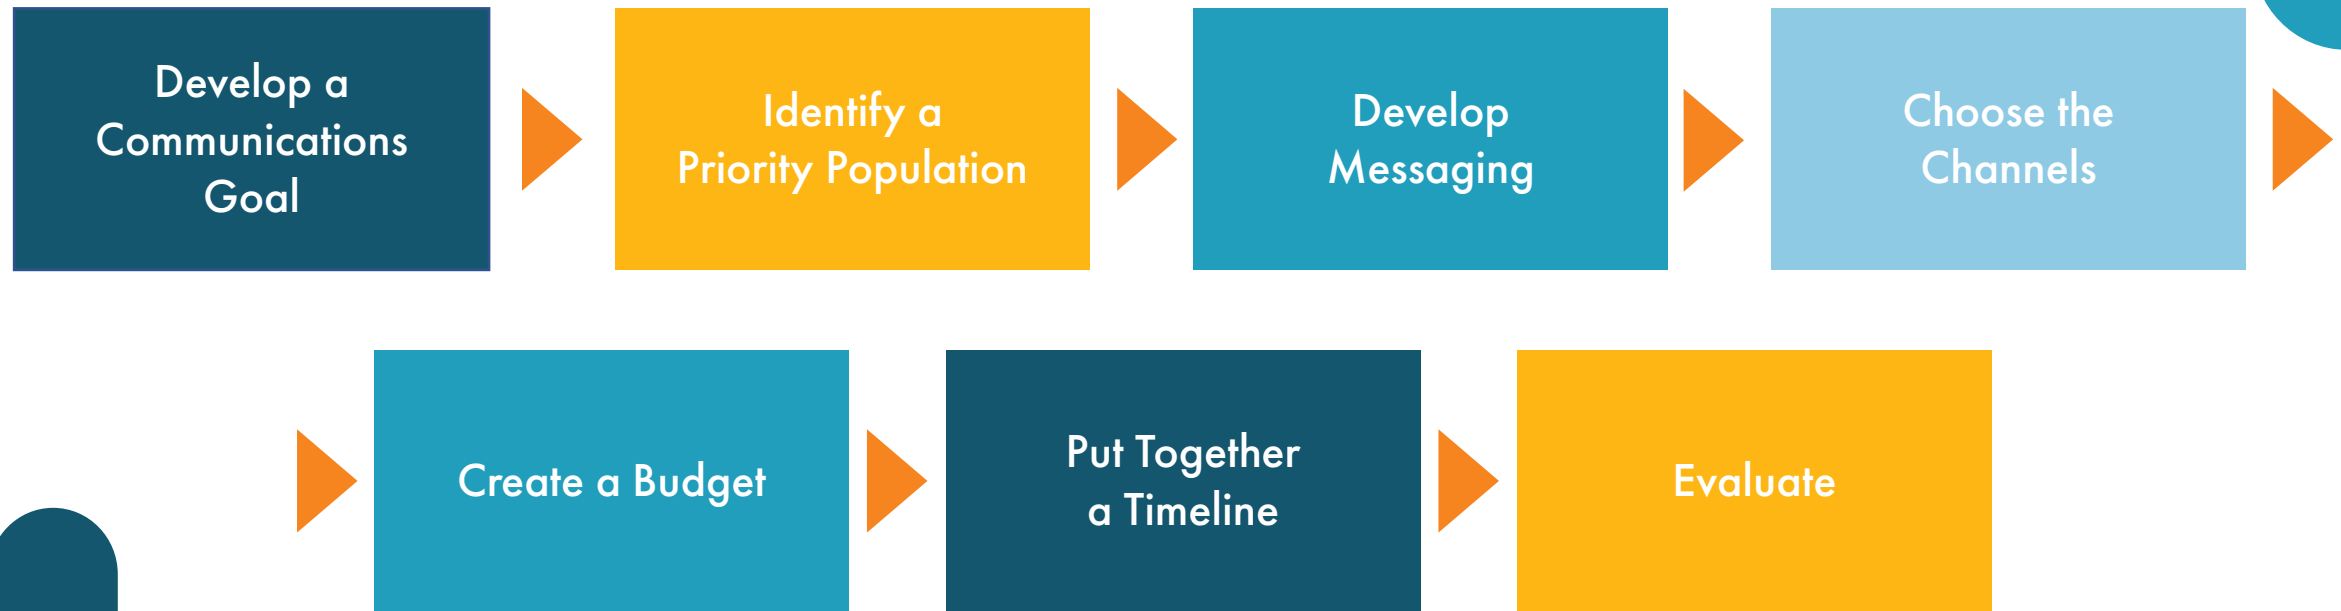 Develop a
Communications
Goal
Identify a
Priority Population
Develop
Messaging
Choose the
Channels
Create a Budget
Put Together
a Timeline
Evaluate